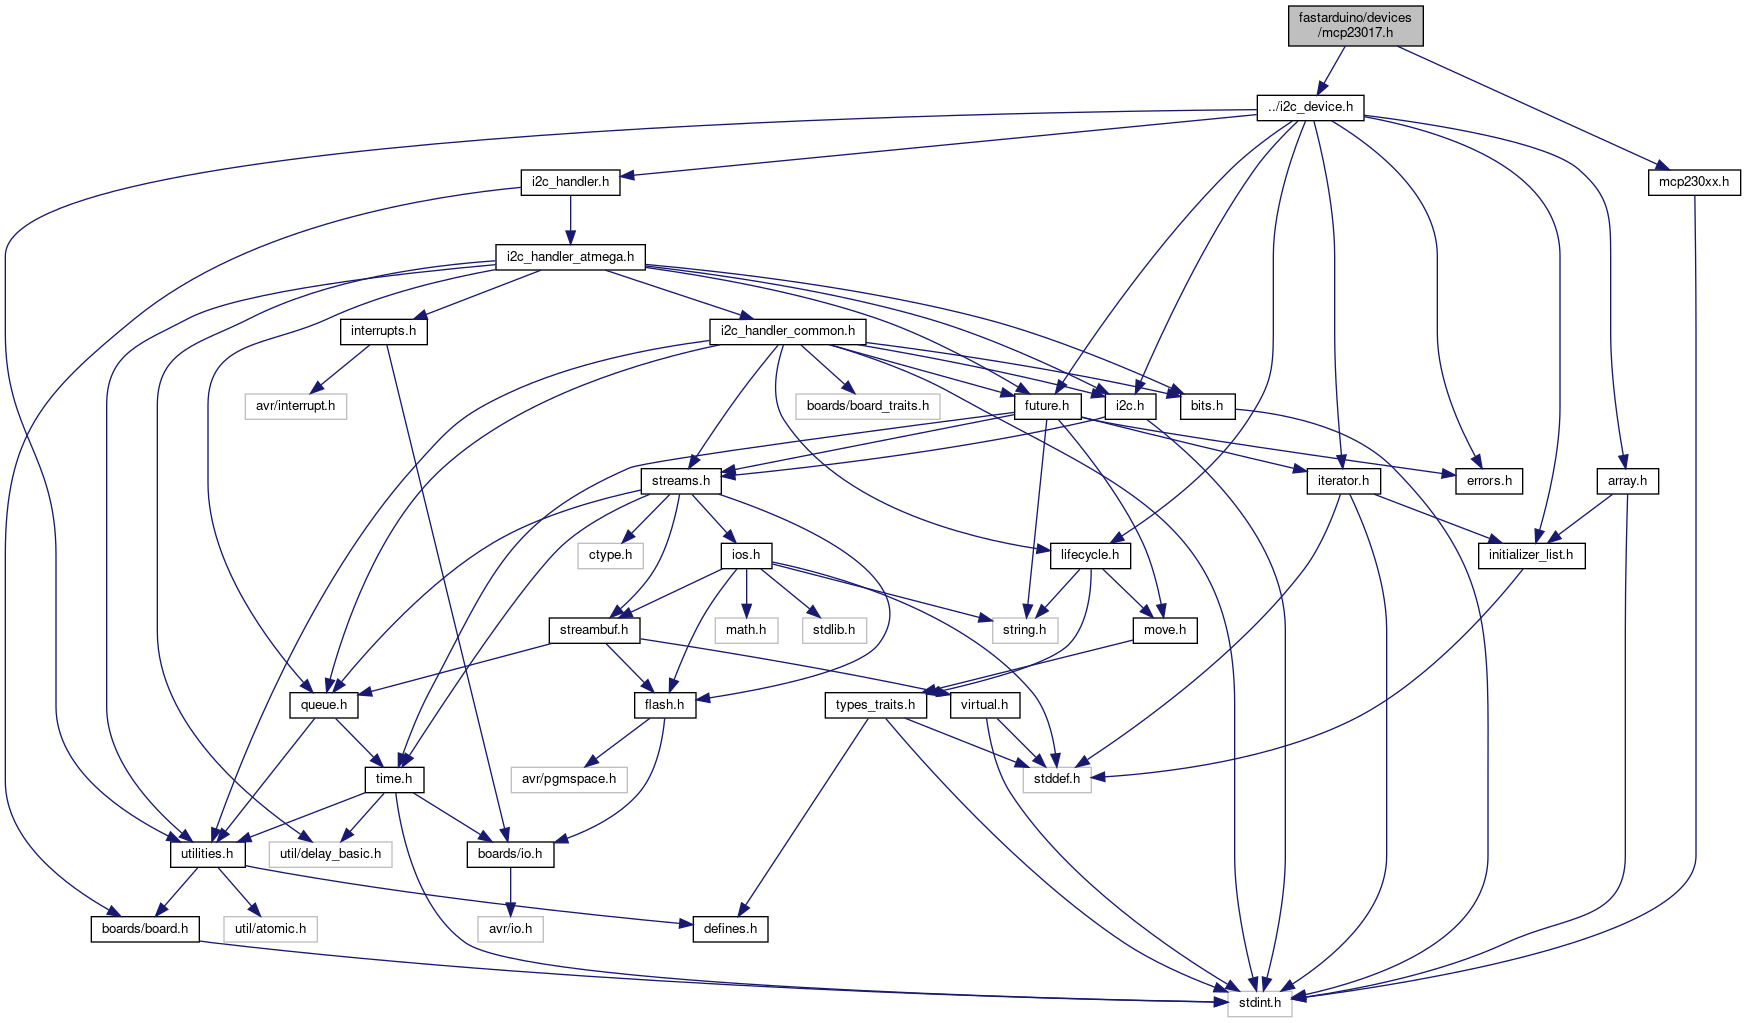 fastarduino/devices
/mcp23017.h
../i2c_device.h
i2c_handler.h
mcp230xx.h
i2c_handler_atmega.h
interrupts.h
i2c_handler_common.h
avr/interrupt.h
boards/board_traits.h
future.h
i2c.h
bits.h
streams.h
iterator.h
errors.h
array.h
ctype.h
ios.h
lifecycle.h
initializer_list.h
streambuf.h
math.h
stdlib.h
string.h
move.h
queue.h
flash.h
types_traits.h
virtual.h
time.h
avr/pgmspace.h
stddef.h
utilities.h
util/delay_basic.h
boards/io.h
boards/board.h
util/atomic.h
avr/io.h
defines.h
stdint.h